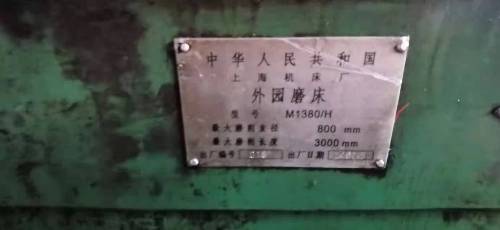 中华人民共和国
上海机床厂
外园磨床
型号 M1380/H
最大磨削直径 800 mm
最大磨削长度 3000 mm
出厂编号 出厂日期